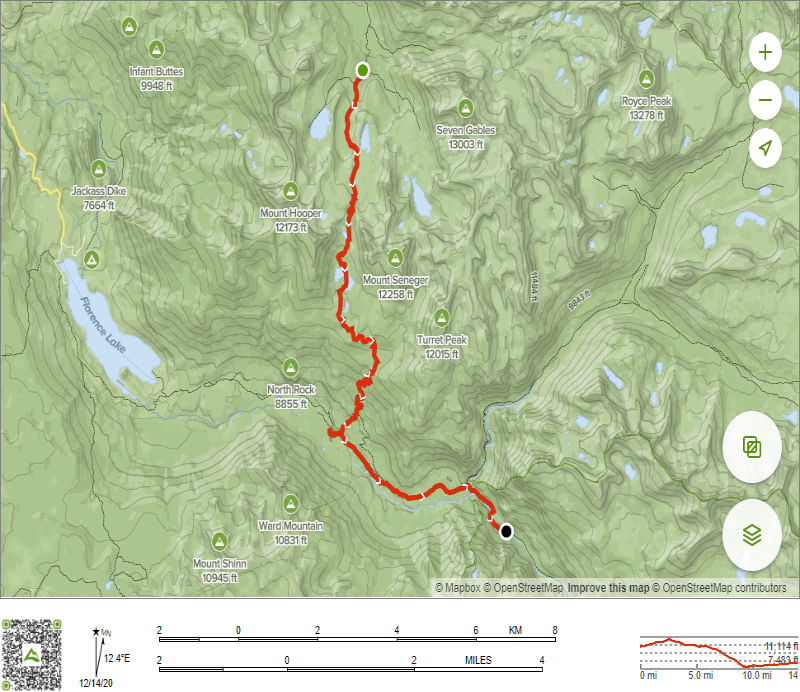 Infant Buttes
9948 ft
Royce Peak
13278 ft
Seven Gables
13003 ft
Jackass Dike
7664 ft
Mount Hooper
12173 ft
Mount Seneger
12258 ft
11484 ft
9843 ft
Florence Lake
Turret Peak
12015 ft
North Rock
8855 ft
Ward Mountain
10831 ft
Mount Shinn
10945 ft
© Mapbox © OpenStreetMap Improve this map © OpenStreetMap contributors
MN
12.4°E
12/14/20
2 0 2 4 6 KM 8
2 0 2 MILES 4
11,114 ft
7,483 ft
0 mi 5.0 mi 10.0 mi 14